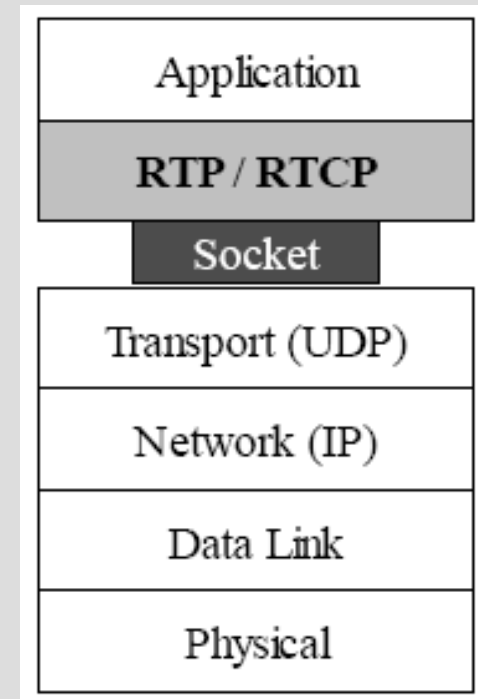 Application
RTP / RTCP
Socket
Transport (UDP)
Network (IP)
Data Link
Physical